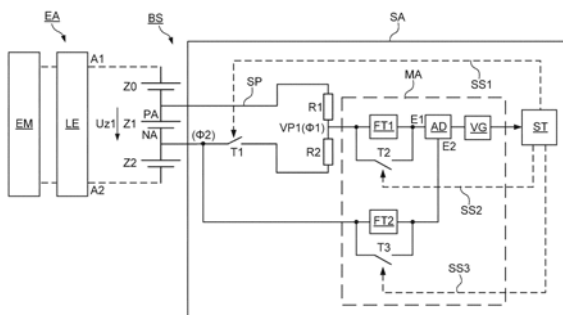 EA
BS
SA
A1
SP
MA
SS1
Z0
R1
EM
LE
Uz1
PA
Z1
NA
(Φ2)
T1
VP1(Φ1)
R2
FT1
E1
AD
VG
ST
E2
T2
Z2
SS2
A2
FT2
T3
SS3